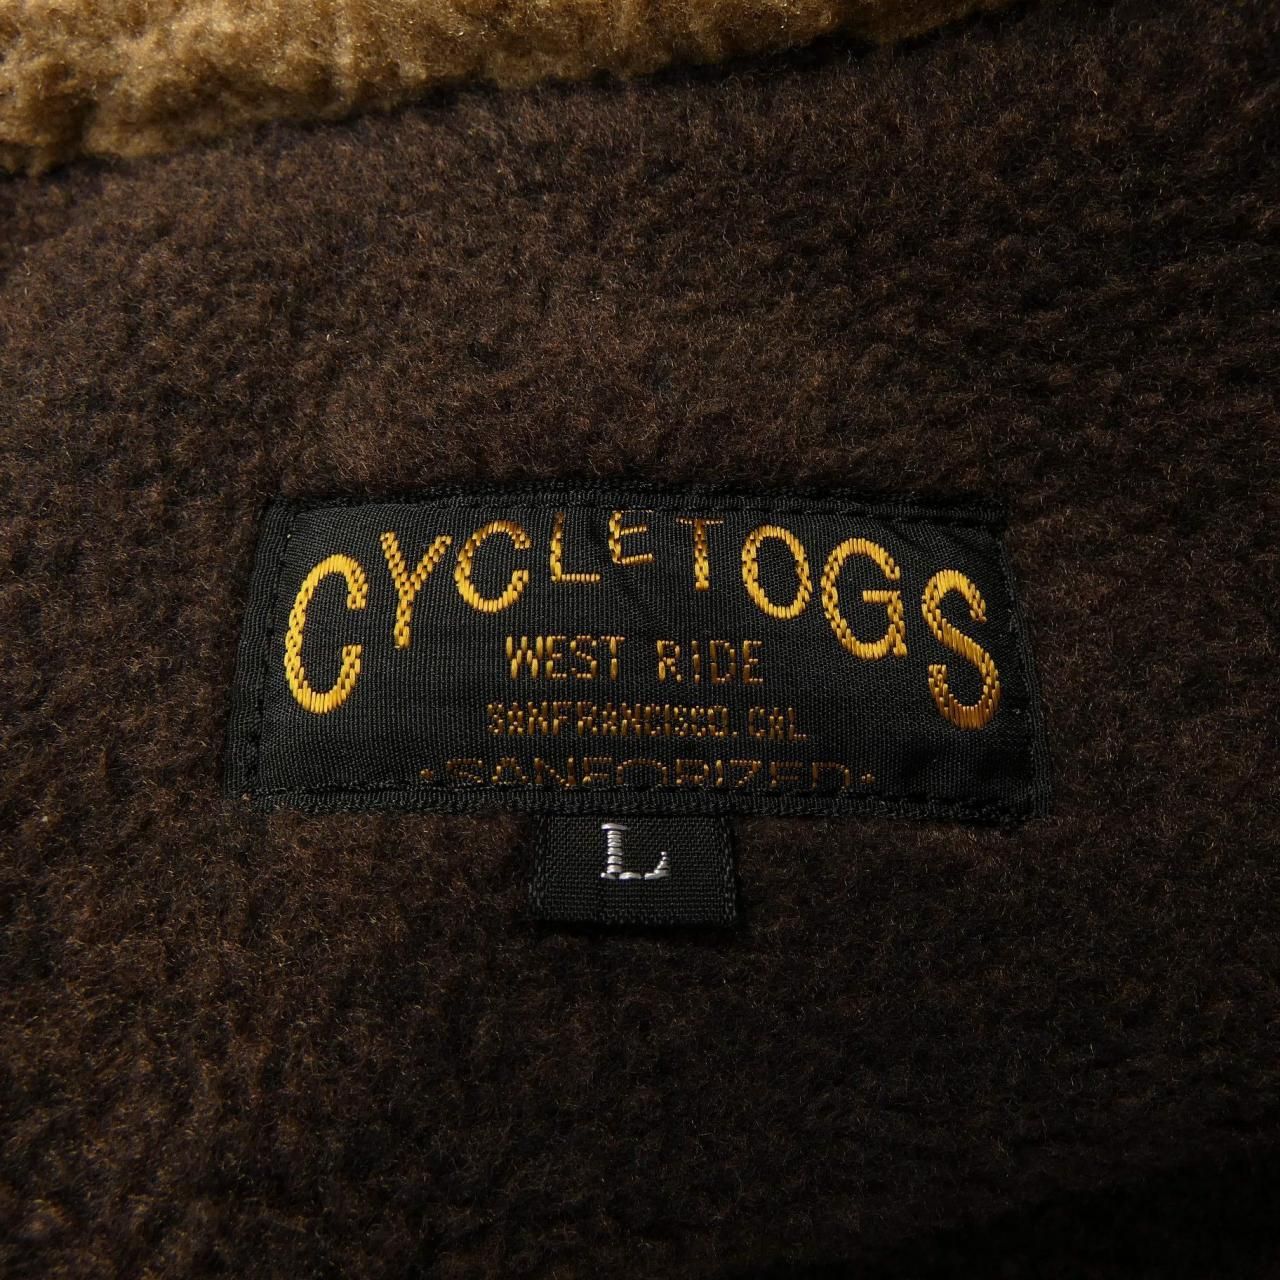 CYCLETOGS
WEST RIDE
SANFRANCISCO. CAL
·SANFORIZED·
L